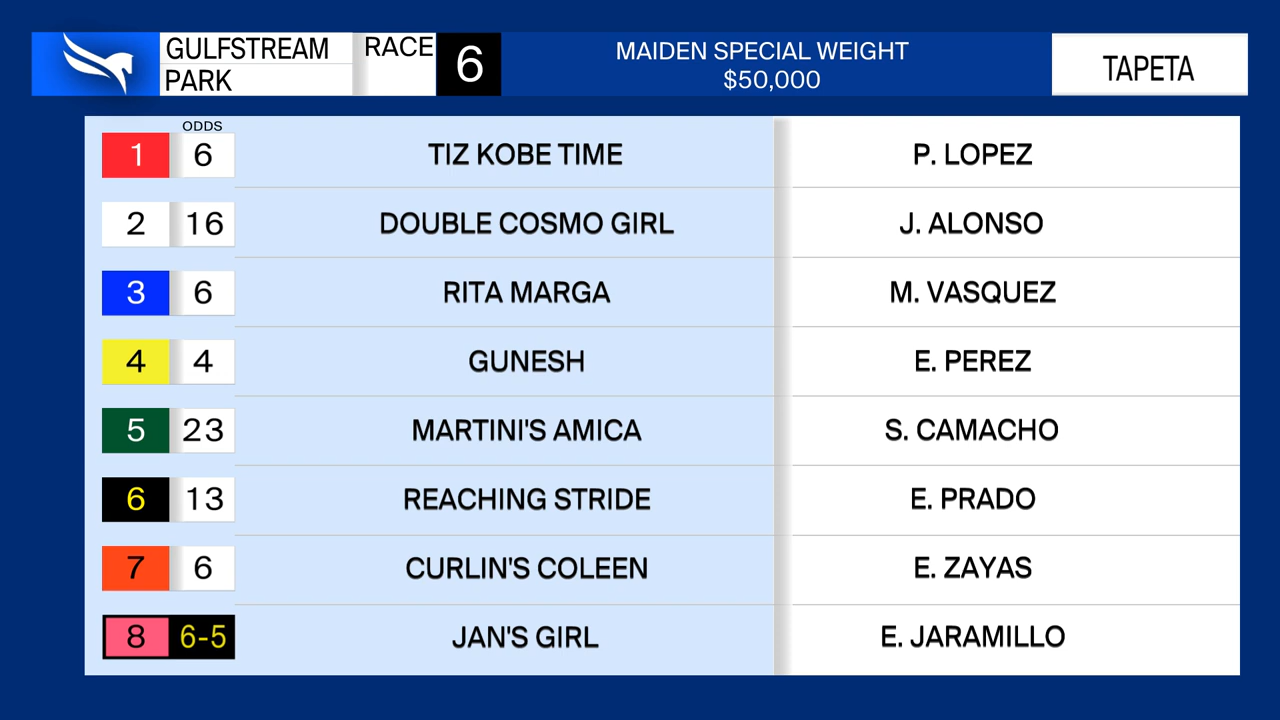 GULFSTREAM
PARK
RACE
6
MAIDEN SPECIAL WEIGHT
$50,000
TAPETA
ODDS
1 6 TIZ KOBE TIME P. LOPEZ
2 16 DOUBLE COSMO GIRL J. ALONSO
3 6 RITA MARGA M. VASQUEZ
4 4 GUNESH E. PEREZ
5 23 MARTINI'S AMICA S. CAMACHO
6 13 REACHING STRIDE E. PRADO
7 6 CURLIN'S COLEEN E. ZAYAS
8 6-5 JAN'S GIRL E. JARAMILLO